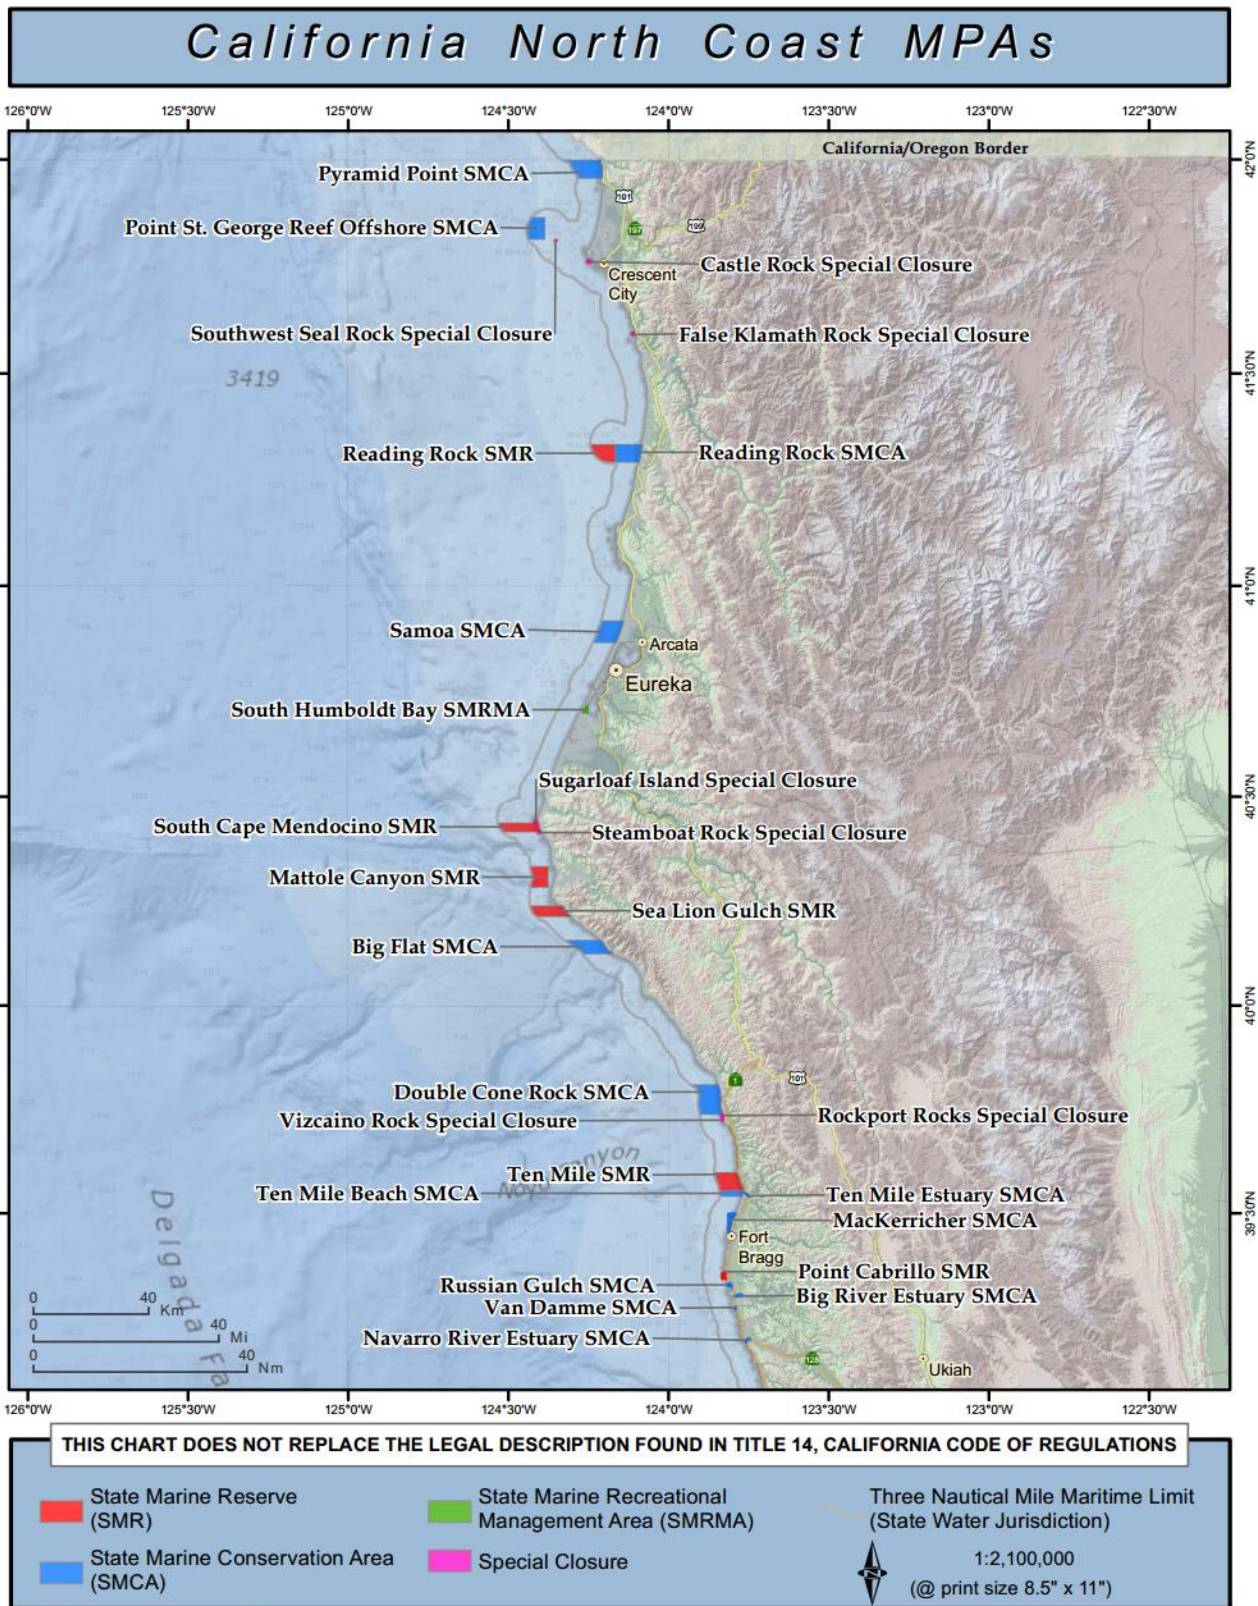 California North Coast MPAs
126°0'W 125°30'W 125°0'W 124°30'W 124°0'W 123°30'W 123°0'W 122°30'W
California/Oregon Border
42°0'N
Pyramid Point SMCA
101
199
197
Point St. George Reef Offshore SMCA
Castle Rock Special Closure
Crescent
City
Southwest Seal Rock Special Closure
False Klamath Rock Special Closure
3419
41°30'N
Reading Rock SMR
Reading Rock SMCA
41°0'N
Samoa SMCA
Arcata
Eureka
South Humboldt Bay SMRMA
Sugarloaf Island Special Closure
40°30'N
South Cape Mendocino SMR
Steamboat Rock Special Closure
Mattole Canyon SMR
Sea Lion Gulch SMR
Big Flat SMCA
40°0'N
1
101
Double Cone Rock SMCA
Rockport Rocks Special Closure
Vizcaino Rock Special Closure
Noyo Canyon
Ten Mile SMR
Ten Mile Beach SMCA
Ten Mile Estuary SMCA
39°30'N
MacKerricher SMCA
Fort
Bragg
Delgada Fa
Point Cabrillo SMR
Russian Gulch SMCA
Big River Estuary SMCA
Van Damme SMCA
Navarro River Estuary SMCA
128
Ukiah
0 40 Km
0 40 Mi
0 40 Nm
126°0'W 125°30'W 125°0'W 124°30'W 124°0'W 123°30'W 123°0'W 122°30'W
THIS CHART DOES NOT REPLACE THE LEGAL DESCRIPTION FOUND IN TITLE 14, CALIFORNIA CODE OF REGULATIONS
State Marine Reserve
(SMR)
State Marine Conservation Area
(SMCA)
State Marine Recreational
Management Area (SMRMA)
Special Closure
Three Nautical Mile Maritime Limit
(State Water Jurisdiction)
1:2,100,000
(@ print size 8.5" x 11")